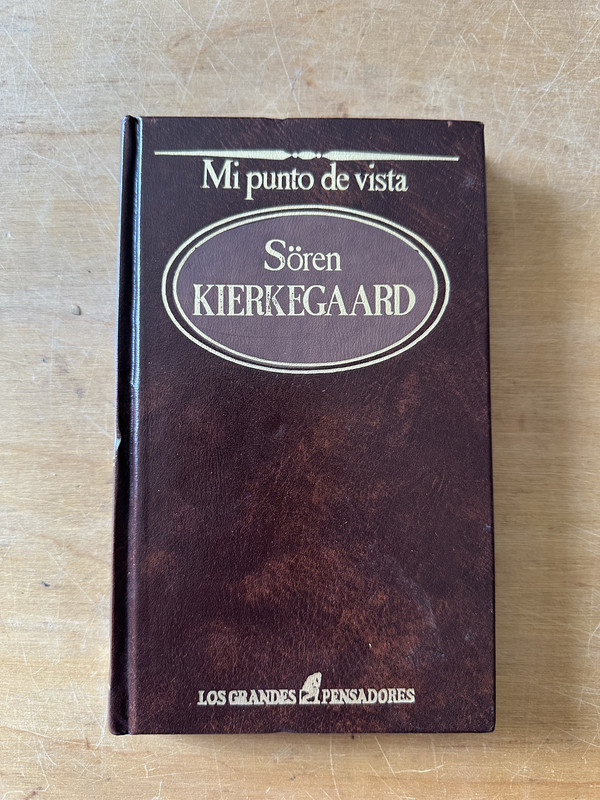 Mi punto de vista
Sören
KIERKEGAARD
LOS GRANDES PENSADORES